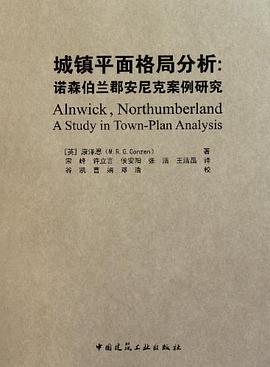 城镇平面格局分析:
诺森伯兰郡安尼克案例研究
Alnwick, Northumberland
A Study in Town-Plan Analysis
[英] 康泽恩 (M.R.G.Conzen) 著
宋峰 许立言 侯安阳 张洁 王洁晶 译
谷凯 曹娟 邓浩 校
中国建筑工业出版社